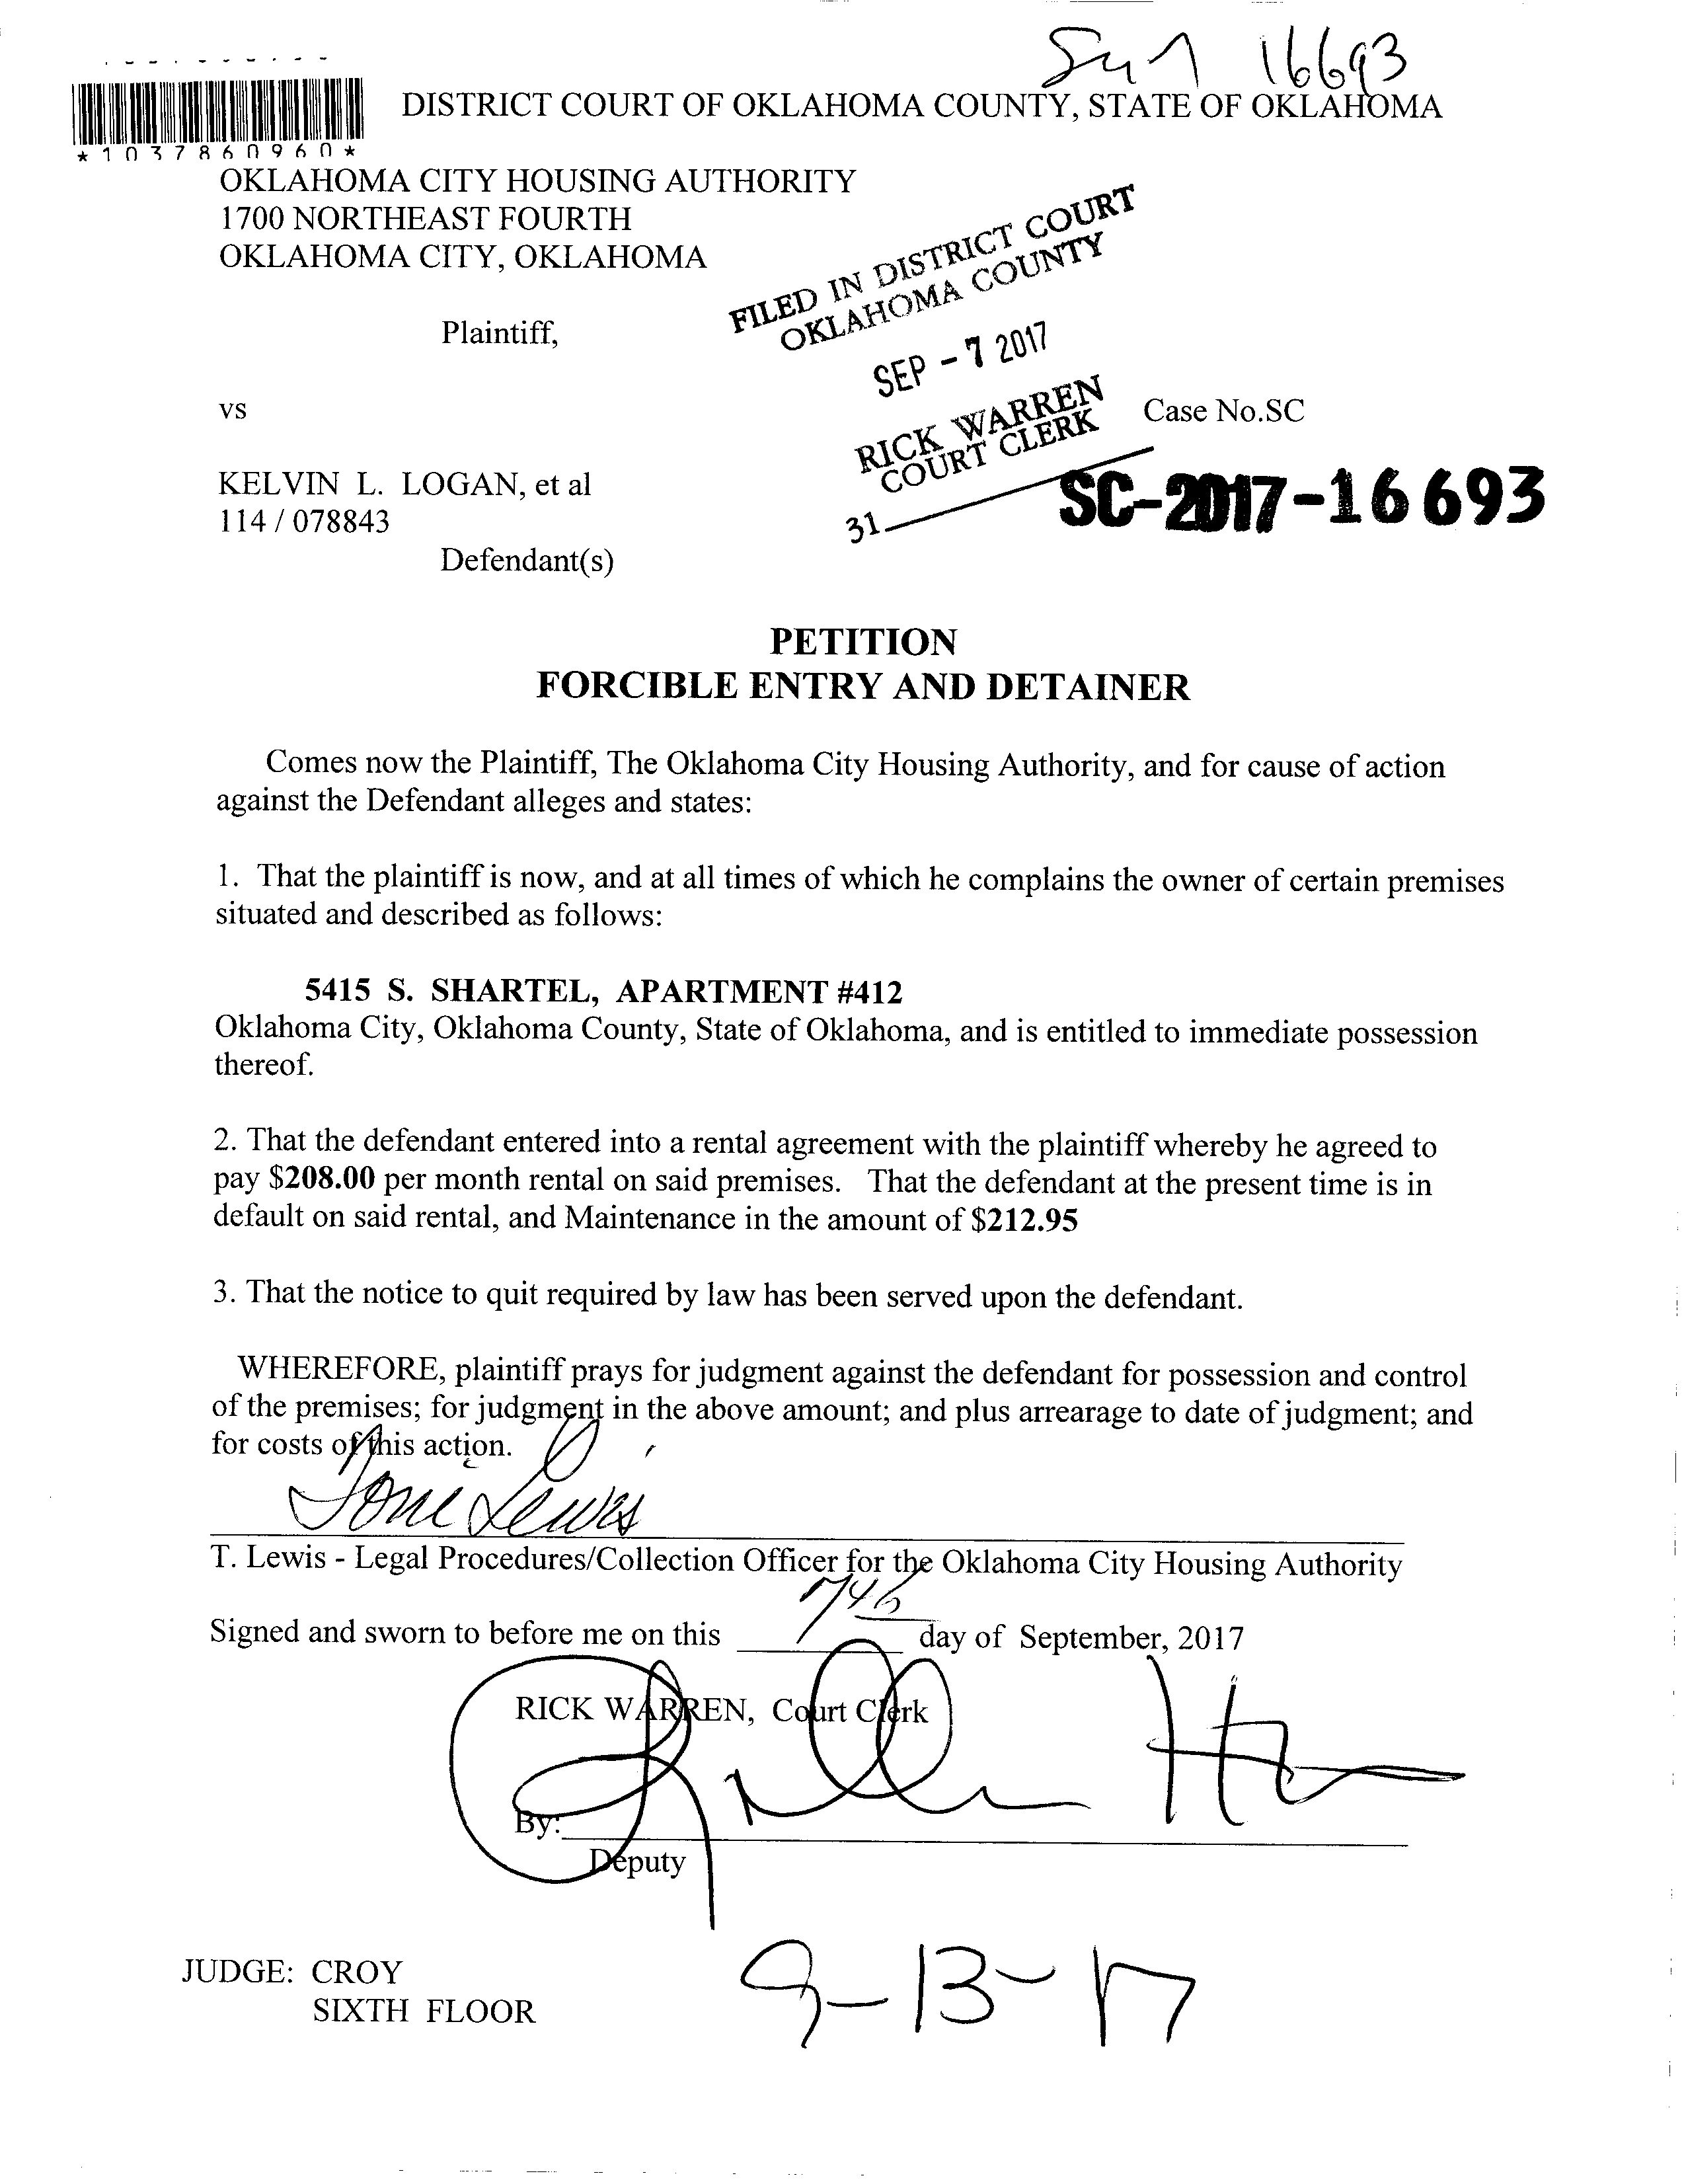 16693
DISTRICT COURT OF OKLAHOMA COUNTY, STATE OF OKLAHOMA
*1037860960*
OKLAHOMA CITY HOUSING AUTHORITY
1700 NORTHEAST FOURTH
OKLAHOMA CITY, OKLAHOMA
FILED IN DISTRICT COURT
OKLAHOMA COUNTY
Plaintiff,
SEP - 7 2017
vs
RICK WARREN
COURT CLERK
Case No.SC
31
SC-2017-16693
KELVIN L. LOGAN, et al
114 / 078843
Defendant(s)
PETITION
FORCIBLE ENTRY AND DETAINER
Comes now the Plaintiff, The Oklahoma City Housing Authority, and for cause of action
against the Defendant alleges and states:
1. That the plaintiff is now, and at all times of which he complains the owner of certain premises
situated and described as follows:
5415 S. SHARTEL, APARTMENT #412
Oklahoma City, Oklahoma County, State of Oklahoma, and is entitled to immediate possession
thereof.
2. That the defendant entered into a rental agreement with the plaintiff whereby he agreed to
pay $208.00 per month rental on said premises. That the defendant at the present time is in
default on said rental, and Maintenance in the amount of $212.95
3. That the notice to quit required by law has been served upon the defendant.
WHEREFORE, plaintiff prays for judgment against the defendant for possession and control
of the premises; for judgment in the above amount; and plus arrearage to date of judgment; and
for costs of this action.
Toni Lewis
T. Lewis - Legal Procedures/Collection Officer for the Oklahoma City Housing Authority
Signed and sworn to before me on this 7th day of September, 2017
RICK WARREN, Court Clerk
By:
Deputy
JUDGE: CROY
SIXTH FLOOR
9-13-17